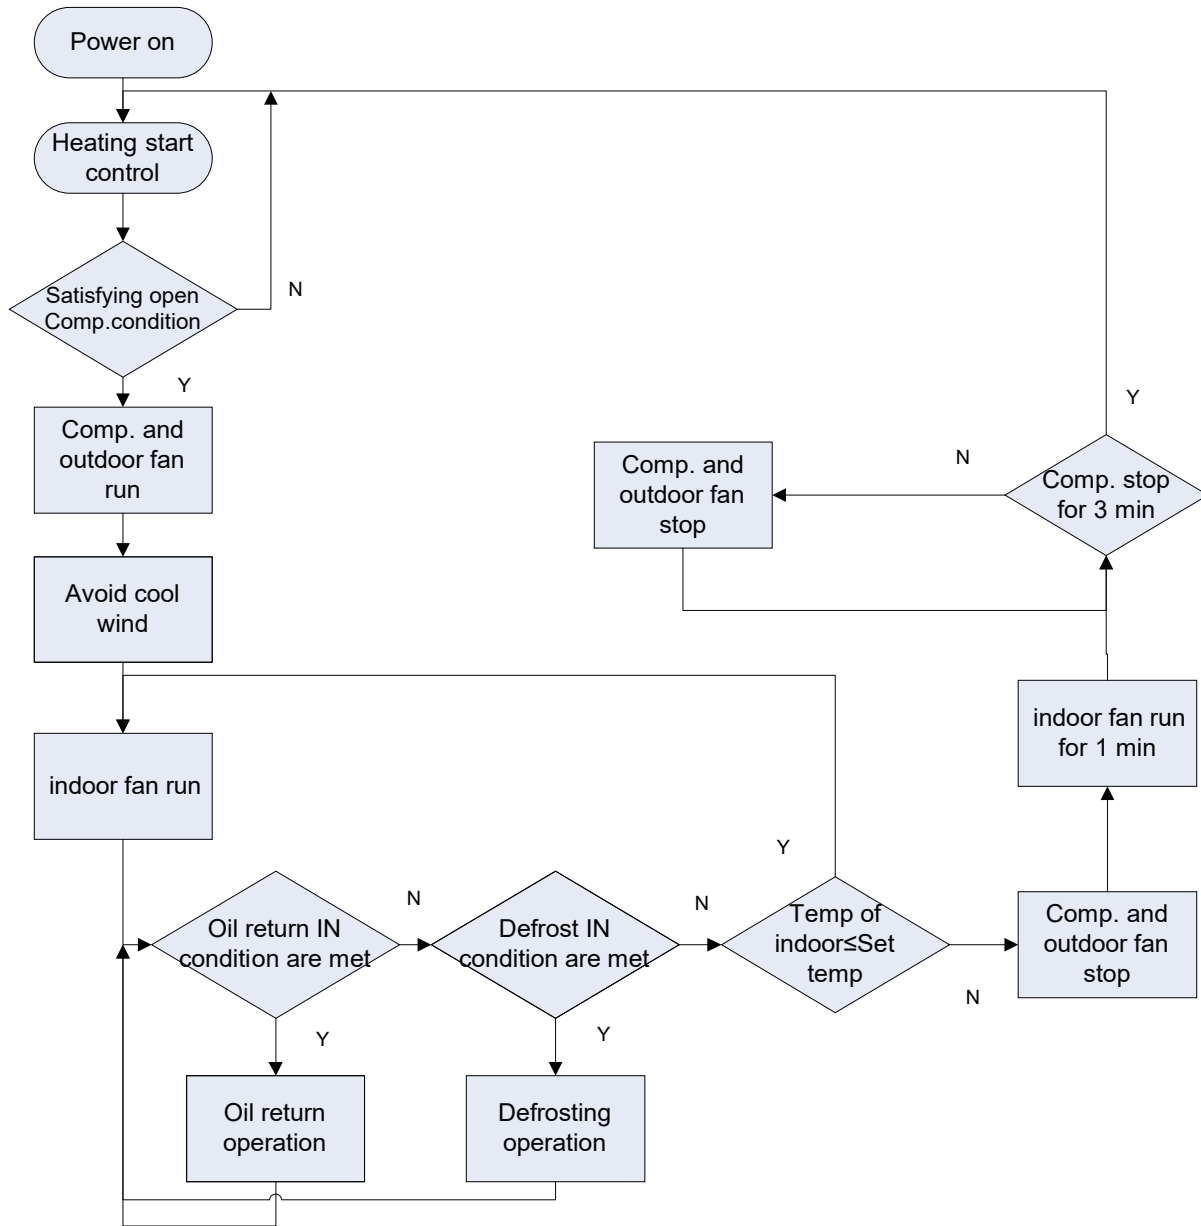 Power on
Heating start
control
Satisfying open
Comp.condition
N
Y
Comp. and
outdoor fan
run
Avoid cool
wind
indoor fan run
Oil return IN
condition are met
N
Y
Oil return
operation
Defrost IN
condition are met
N
Y
Defrosting
operation
Temp of
indoor≤Set
temp
Y
N
Comp. and
outdoor fan
stop
indoor fan run
for 1 min
Comp. stop
for 3 min
Y
N
Comp. and
outdoor fan
stop